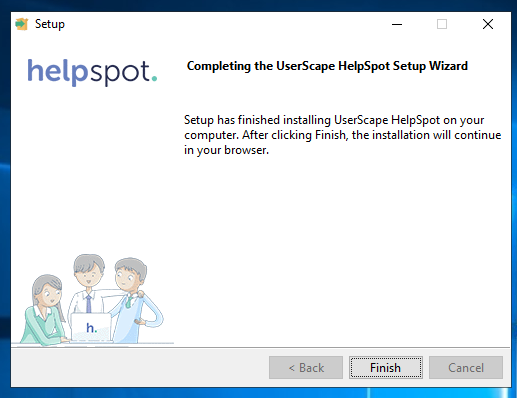 Setup
helpspot.
Completing the UserScape HelpSpot Setup Wizard
Setup has finished installing UserScape HelpSpot on your
computer. After clicking Finish, the installation will continue
in your browser.
h.
< Back
Finish
Cancel